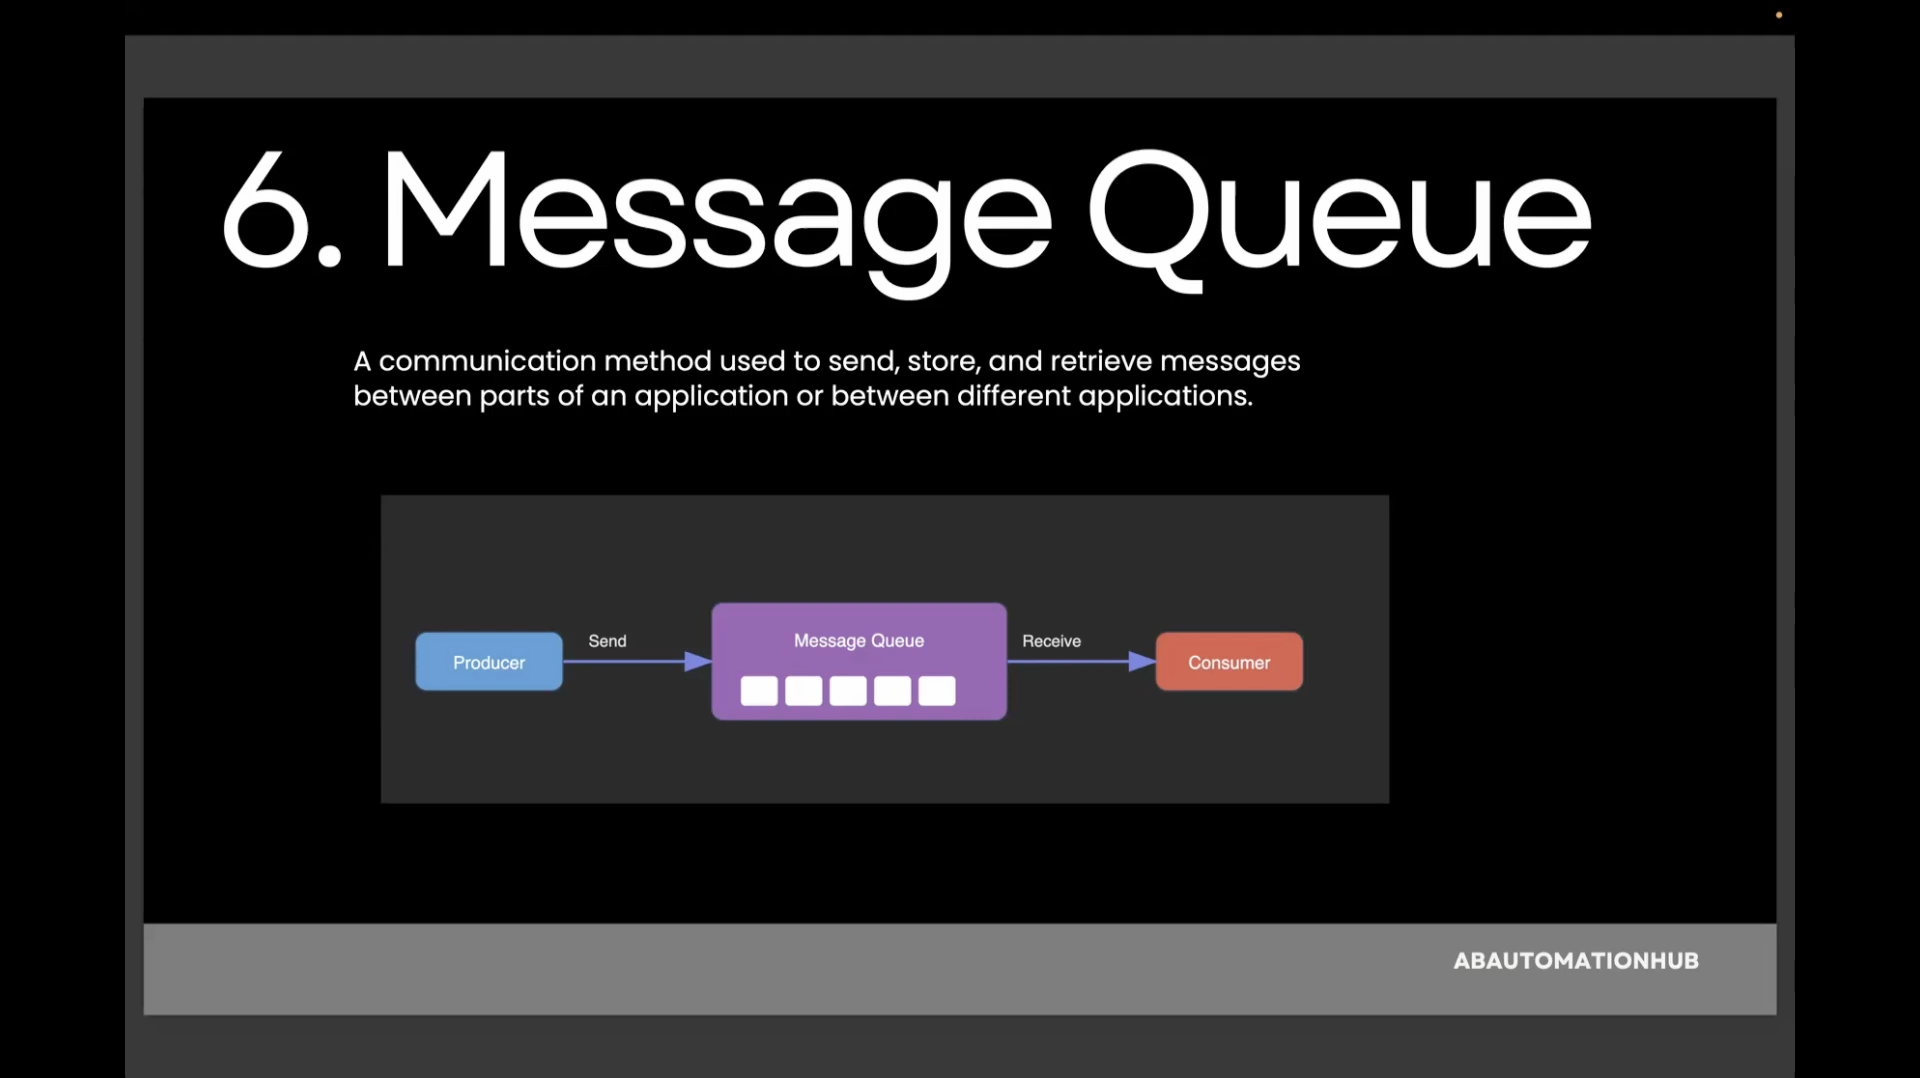 6. Message Queue
A communication method used to send, store, and retrieve messages
between parts of an application or between different applications.
Producer
Send
Message Queue
Receive
Consumer
ABAUTOMATIONHUB